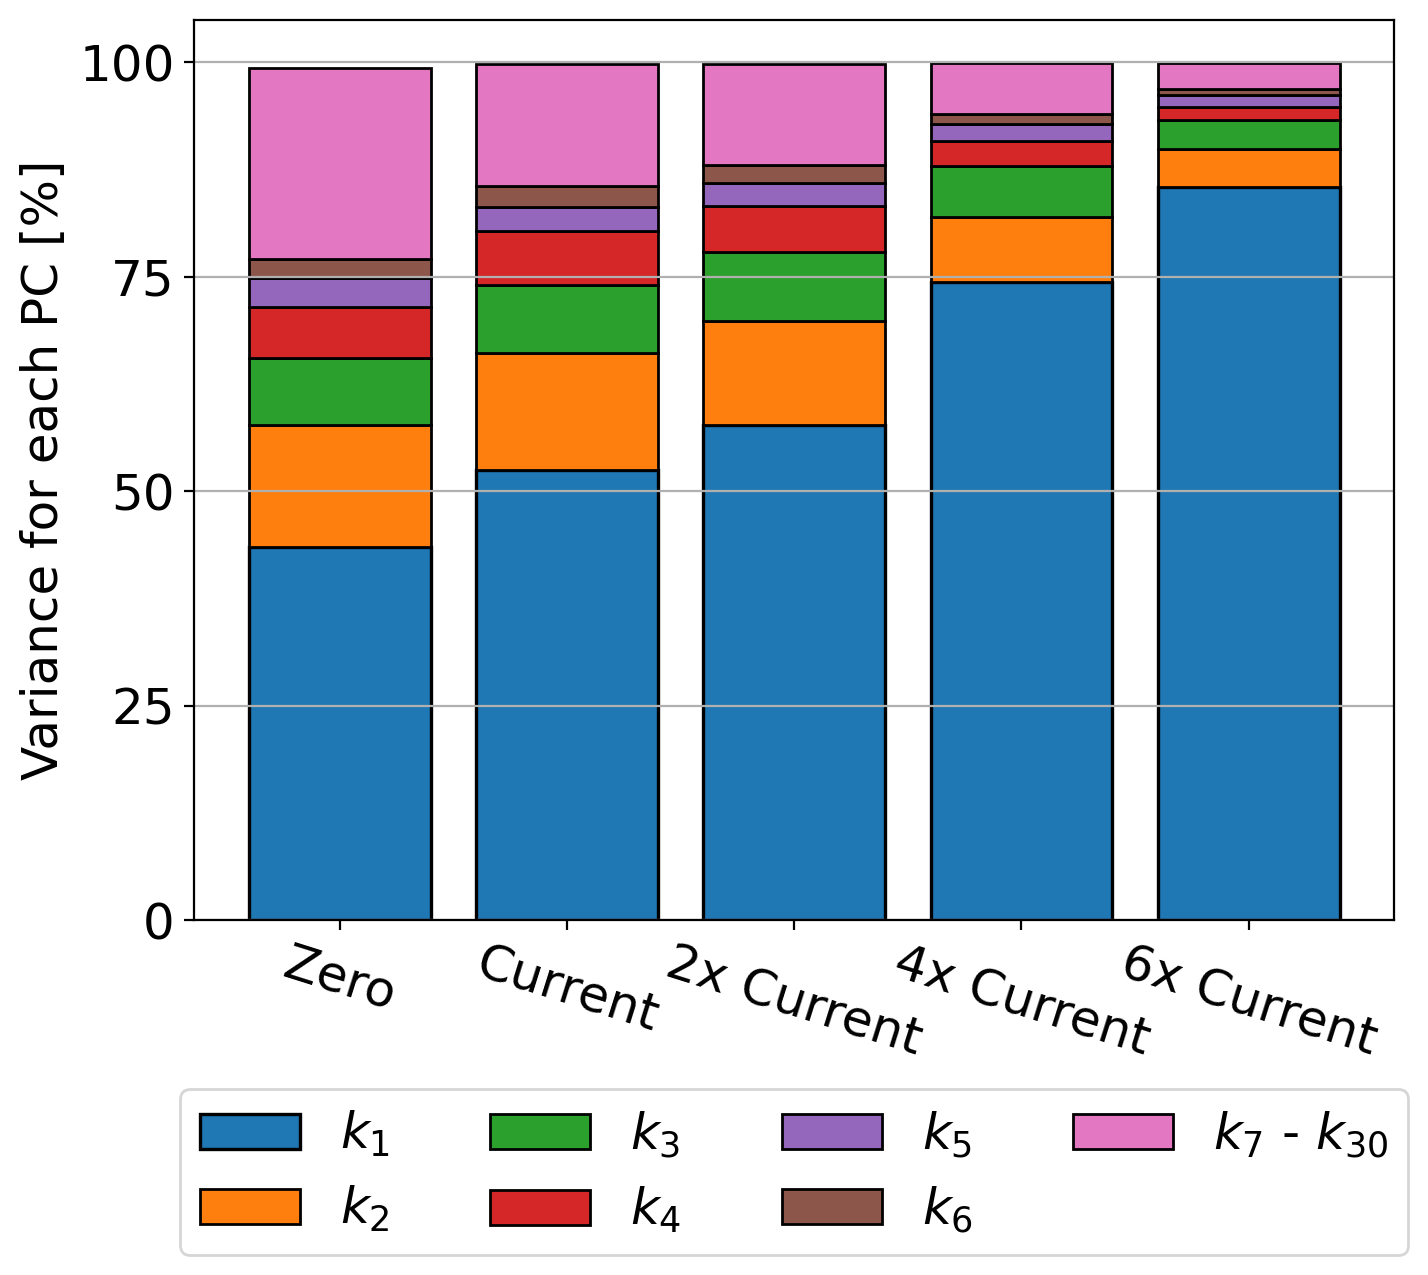 Variance for each PC [%]
100
75
50
25
0
Zero
Current
2x Current
4x Current
6x Current
k₁ k₃ k₅ k₇ - k₃₀
k₂ k₄ k₆